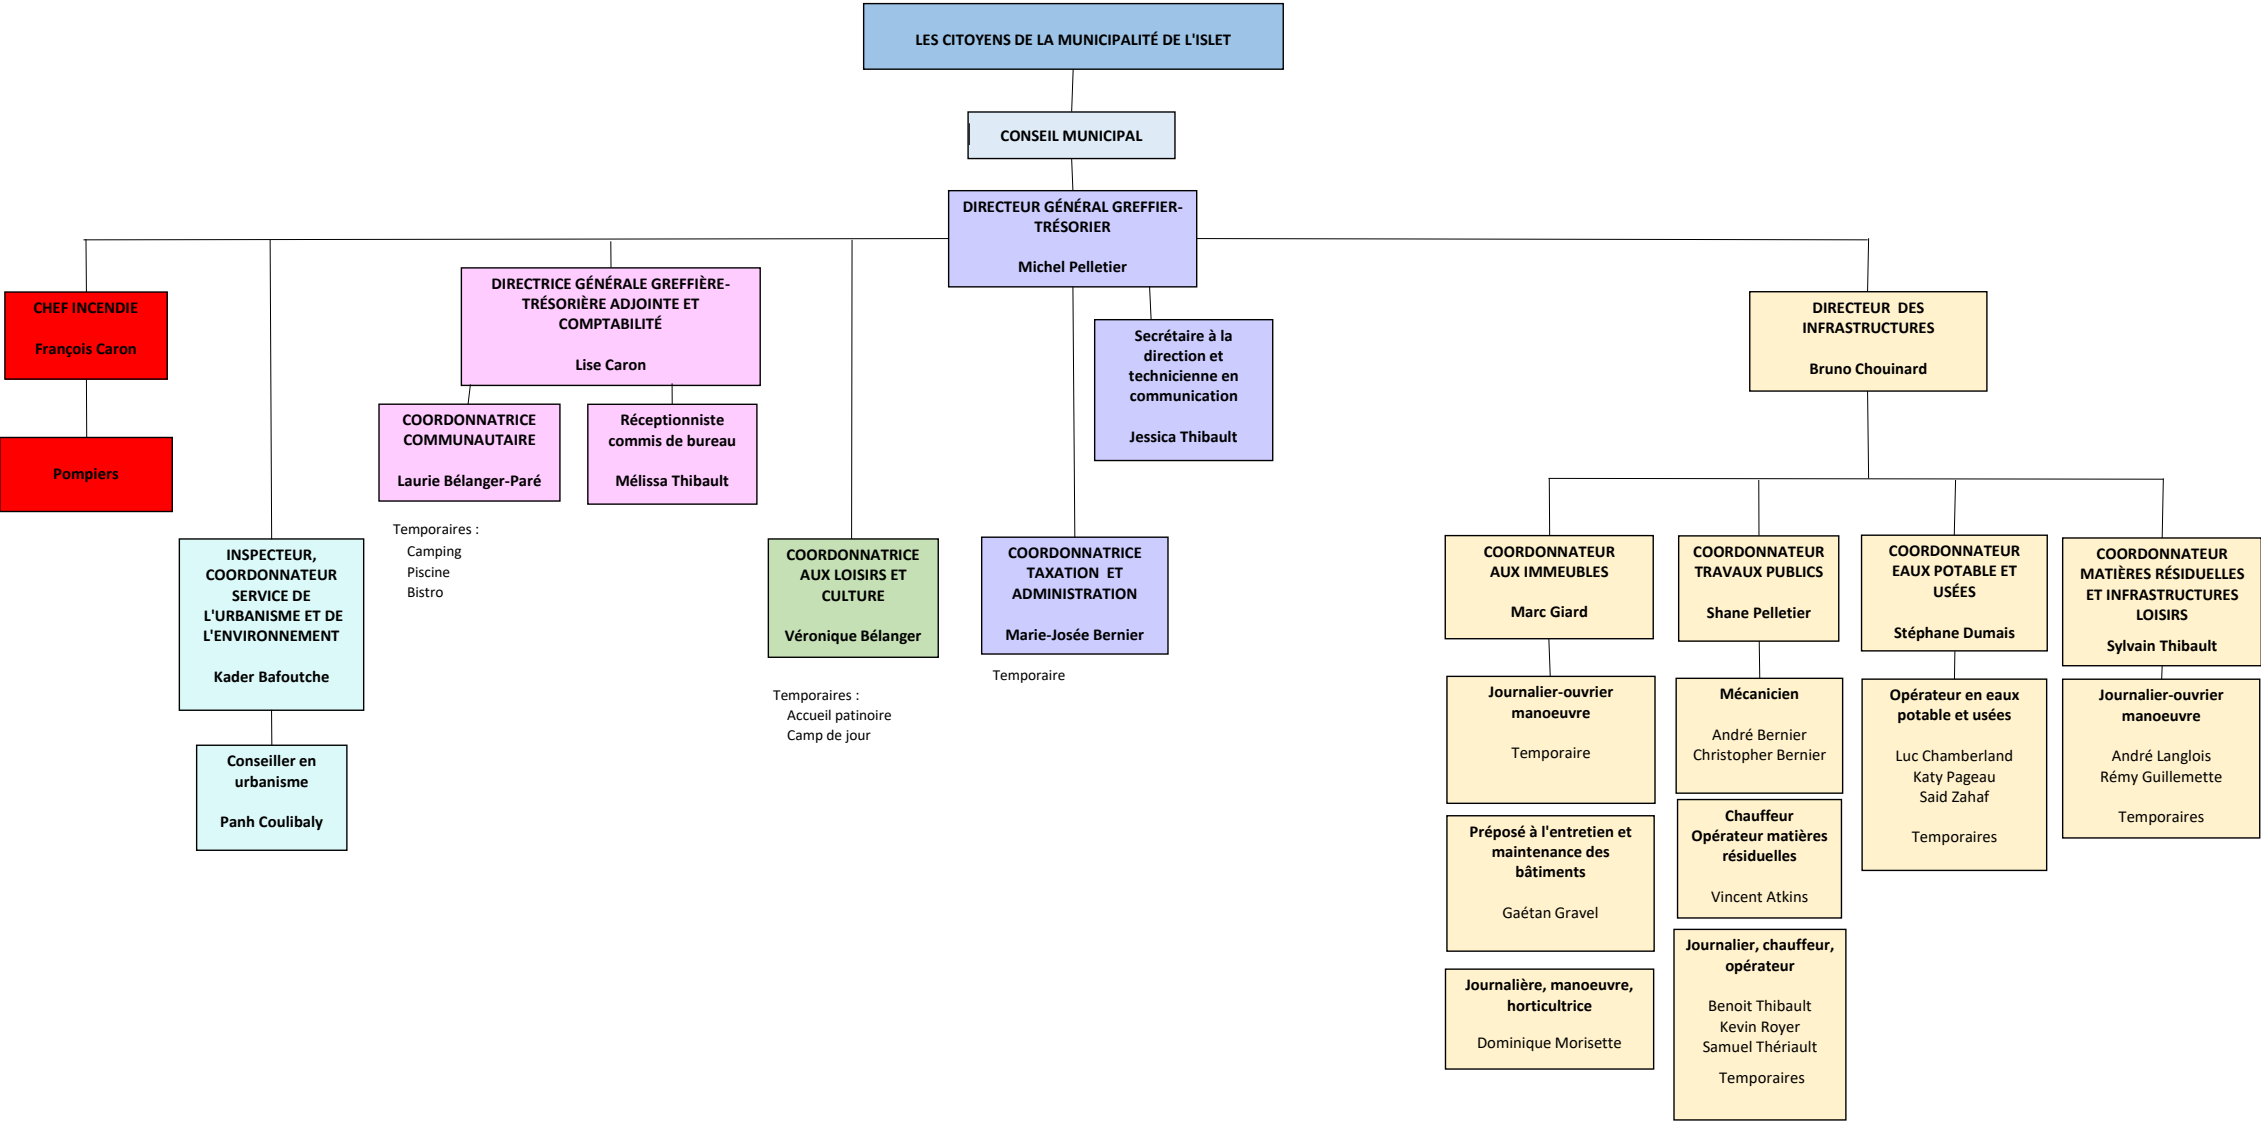 LES CITOYENS DE LA MUNICIPALITÉ DE L'ISLET
CONSEIL MUNICIPAL
DIRECTEUR GÉNÉRAL GREFFIER-
TRÉSORIER
Michel Pelletier
CHEF INCENDIE
François Caron
Pompiers
INSPECTEUR,
COORDONNATEUR
SERVICE DE
L'URBANISME ET DE
L'ENVIRONNEMENT
Kader Bafoutche
Conseiller en
urbanisme
Panh Coulibaly
DIRECTRICE GÉNÉRALE GREFFIÈRE-
TRÉSORIÈRE ADJOINTE ET
COMPTABILITÉ
Lise Caron
COORDONNATRICE
COMMUNAUTAIRE
Laurie Bélanger-Paré
Temporaires :
Camping
Piscine
Bistro
Réceptionniste
commis de bureau
Mélissa Thibault
COORDONNATRICE
AUX LOISIRS ET
CULTURE
Véronique Bélanger
Temporaires :
Accueil patinoire
Camp de jour
COORDONNATRICE
TAXATION ET
ADMINISTRATION
Marie-Josée Bernier
Temporaire
Secrétaire à la
direction et
technicienne en
communication
Jessica Thibault
DIRECTEUR DES
INFRASTRUCTURES
Bruno Chouinard
COORDONNATEUR
AUX IMMEUBLES
Marc Giard
Journalier-ouvrier
manoeuvre
Temporaire
Préposé à l'entretien et
maintenance des
bâtiments
Gaétan Gravel
Journalière, manoeuvre,
horticultrice
Dominique Morisette
COORDONNATEUR
TRAVAUX PUBLICS
Shane Pelletier
Mécanicien
André Bernier
Christopher Bernier
Chauffeur
Opérateur matières
résiduelles
Vincent Atkins
Journalier, chauffeur,
opérateur
Benoit Thibault
Kevin Royer
Samuel Thériault
Temporaires
COORDONNATEUR
EAUX POTABLE ET
USÉES
Stéphane Dumais
Opérateur en eaux
potable et usées
Luc Chamberland
Katy Pageau
Said Zahaf
Temporaires
COORDONNATEUR
MATIÈRES RÉSIDUELLES
ET INFRASTRUCTURES
LOISIRS
Sylvain Thibault
Journalier-ouvrier
manoeuvre
André Langlois
Rémy Guillemette
Temporaires